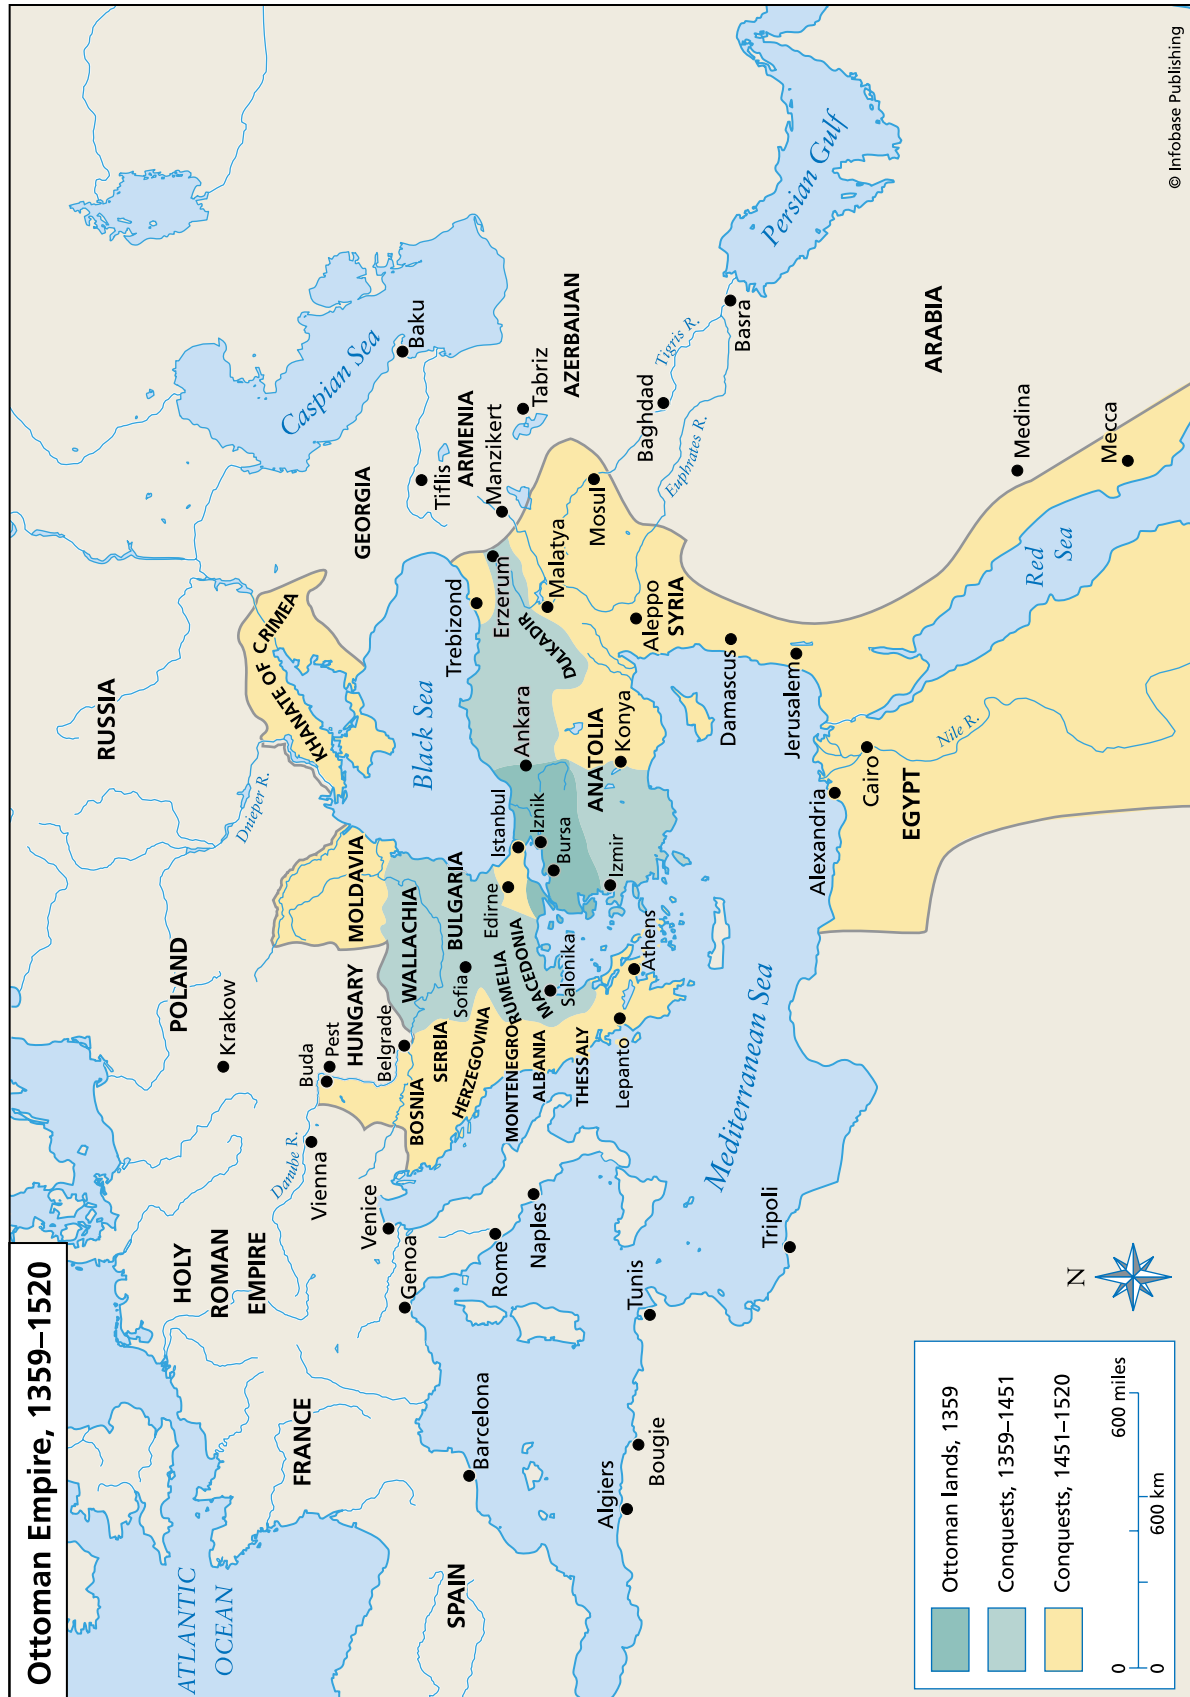 Ottoman Empire, 1359–1520
ATLANTIC
OCEAN
SPAIN
FRANCE
HOLY
ROMAN
EMPIRE
POLAND
RUSSIA
Krakow
Danube R.
Vienna
Buda
Pest
HUNGARY
Dnieper R.
MOLDAVIA
KHANATE OF CRIMEA
GEORGIA
Caspian Sea
Baku
Venice
Genoa
Belgrade
BOSNIA
SERBIA
WALLACHIA
BULGARIA
Black Sea
Tiflis
ARMENIA
Barcelona
Rome
Naples
HERZEGOVINA
Sofia
MONTENEGRO
RUMELIA
MACEDONIA
ALBANIA
THESSALY
Salonika
Edirne
Istanbul
Iznik
Bursa
Ankara
Trebizond
Erzerum
Manzikert
Tabriz
AZERBAIJAN
DULKADIR
Malatya
Mosul
Lepanto
Athens
Izmir
ANATOLIA
Konya
Aleppo
SYRIA
Baghdad
Tigris R.
Euphrates R.
Basra
Persian Gulf
Algiers
Bougie
Tunis
Tripoli
Mediterranean Sea
Damascus
Jerusalem
Alexandria
Cairo
EGYPT
Nile R.
ARABIA
Red
Sea
Medina
Mecca
N
Ottoman lands, 1359
Conquests, 1359–1451
Conquests, 1451–1520
0
600 miles
0
600 km
© Infobase Publishing